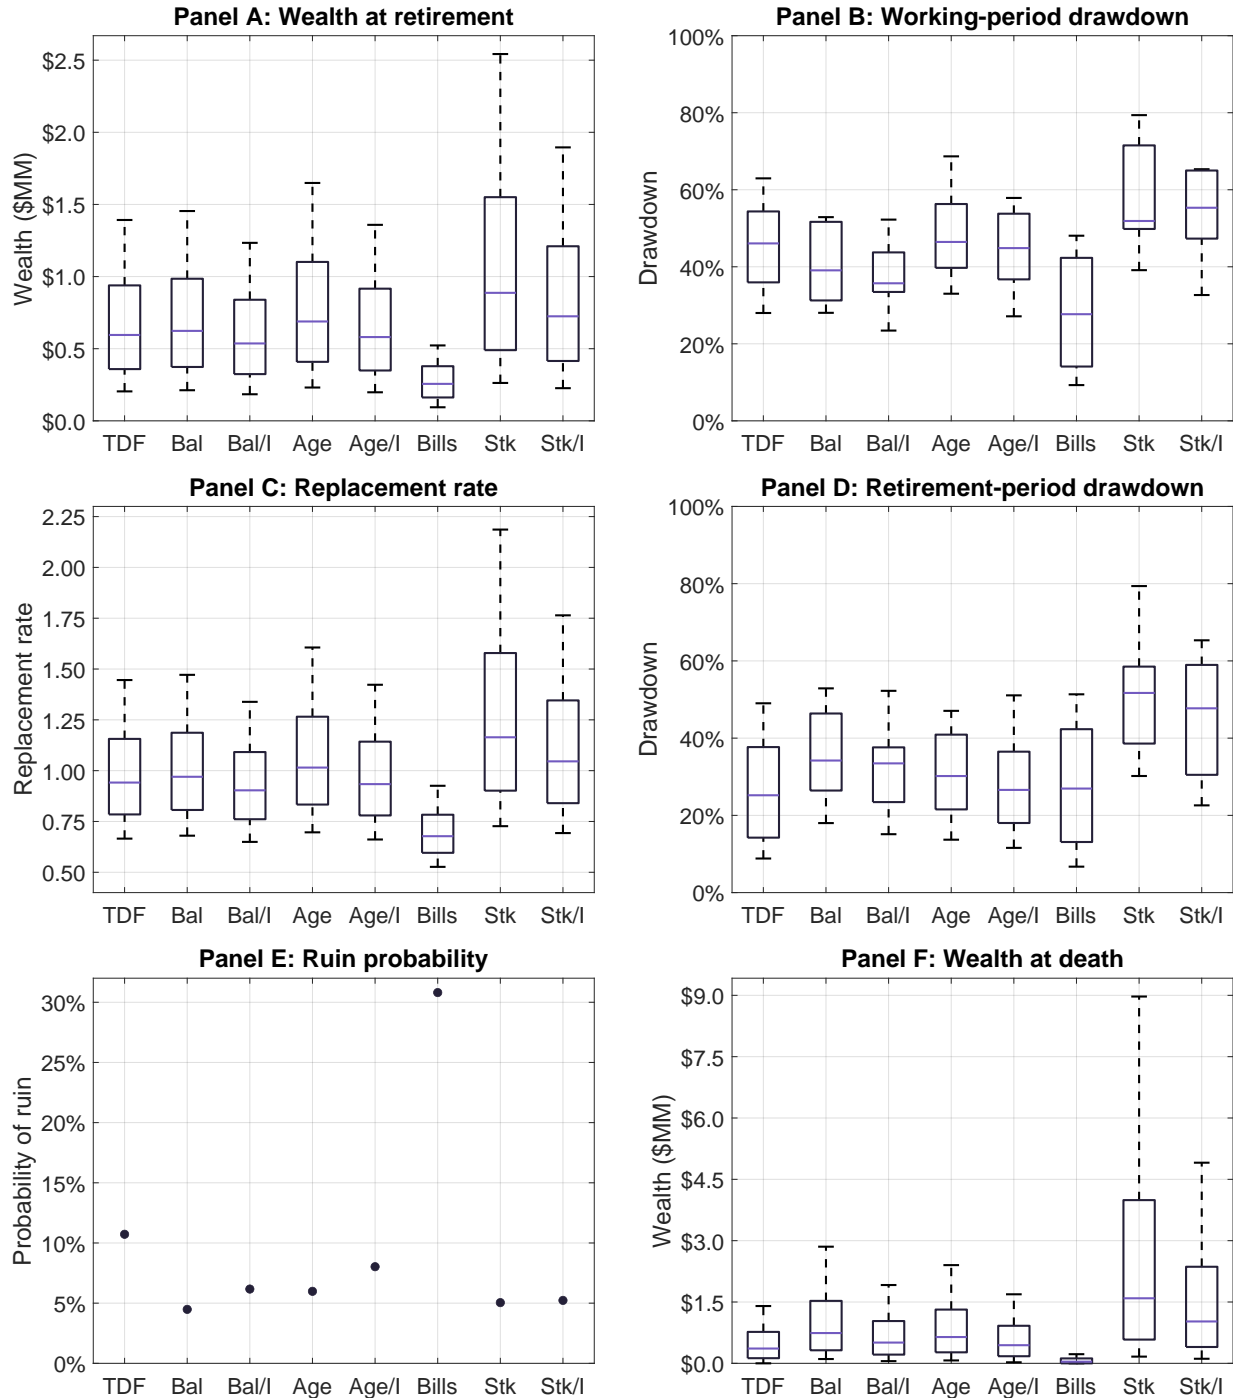 Panel A: Wealth at retirement
Wealth ($MM)
$2.5
$2.0
$1.5
$1.0
$0.5
$0.0
TDF Bal Bal/I Age Age/I Bills Stk Stk/I
Panel B: Working-period drawdown
Drawdown
100%
80%
60%
40%
20%
0%
TDF Bal Bal/I Age Age/I Bills Stk Stk/I
Panel C: Replacement rate
Replacement rate
2.25
2.00
1.75
1.50
1.25
1.00
0.75
0.50
TDF Bal Bal/I Age Age/I Bills Stk Stk/I
Panel D: Retirement-period drawdown
Drawdown
100%
80%
60%
40%
20%
0%
TDF Bal Bal/I Age Age/I Bills Stk Stk/I
Panel E: Ruin probability
Probability of ruin
30%
25%
20%
15%
10%
5%
0%
TDF Bal Bal/I Age Age/I Bills Stk Stk/I
Panel F: Wealth at death
Wealth ($MM)
$9.0
$7.5
$6.0
$4.5
$3.0
$1.5
$0.0
TDF Bal Bal/I Age Age/I Bills Stk Stk/I